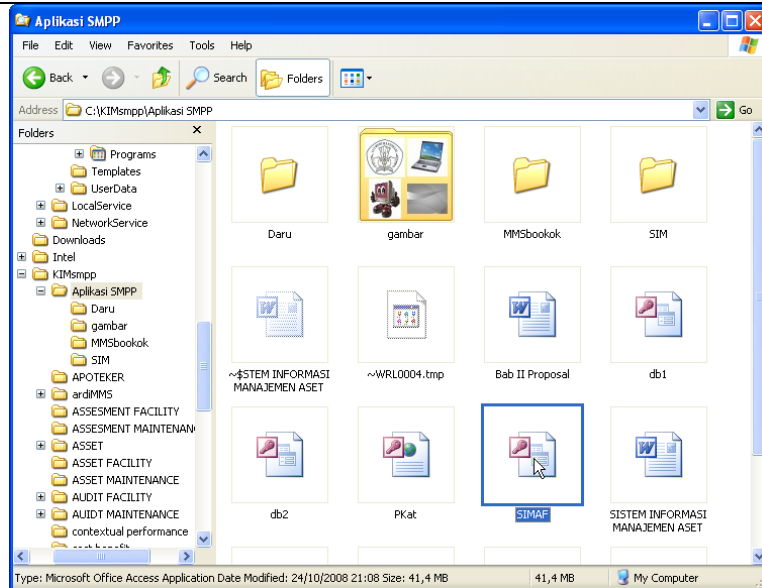 Aplikasi SMPP
File Edit View Favorites Tools Help
Back Search Folders
Address C:\KIMsmpp\Aplikasi SMPP Go
Folders
Programs
Templates
UserData
LocalService
NetworkService
Downloads
Intel
KIMsmpp
Aplikasi SMPP
Daru
gambar
MMSbookok
SIM
APOTEKER
ardiMMS
ASSESMENT FACILITY
ASSESMENT MAINTENAN
ASSET
ASSET FACILITY
ASSET MAINTENANCE
AUDIT FACILITY
AUIDT MAINTENANCE
contextual performance
cost benefit
Daru gambar MMSbookok SIM
~$STEM INFORMASI MANAJEMEN ASET
~WRL0004.tmp
Bab II Proposal
db1
db2
PKat
SIMAF
SISTEM INFORMASI
MANAJEMEN ASET
Type: Microsoft Office Access Application Date Modified: 24/10/2008 21:08 Size: 41,4 MB 41,4 MB My Computer